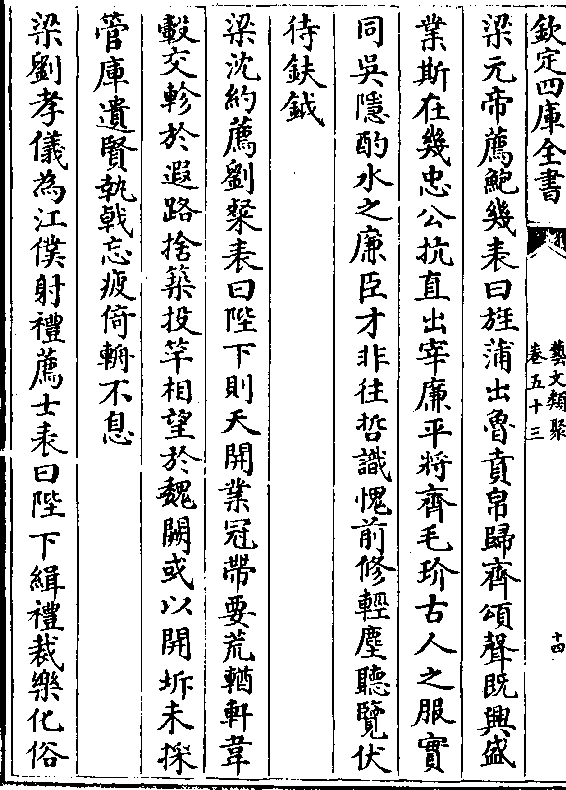 欽定四庫全書
藝文類聚
卷五十三
十四
梁元帝薦鮑幾表曰旌蒲出魯賁帛歸齊頌聲既興盛
業斯在幾忠公抗直出宰廉平將齊毛玠古人之服實
同吳隱酌水之廉臣才非往哲識愧前修輕塵聽覽伏
待鈇鉞
梁沈約薦劉粲表曰陛下則天開業冠帶要荒輶軒韋
轂交軫於遐路捨築投竿相望於魏闕或以開坼未採
管庫遺賢執戟忘疲倚輈不息
梁劉孝儀為江僕射禮薦士表曰陛下緝禮裁樂化俗